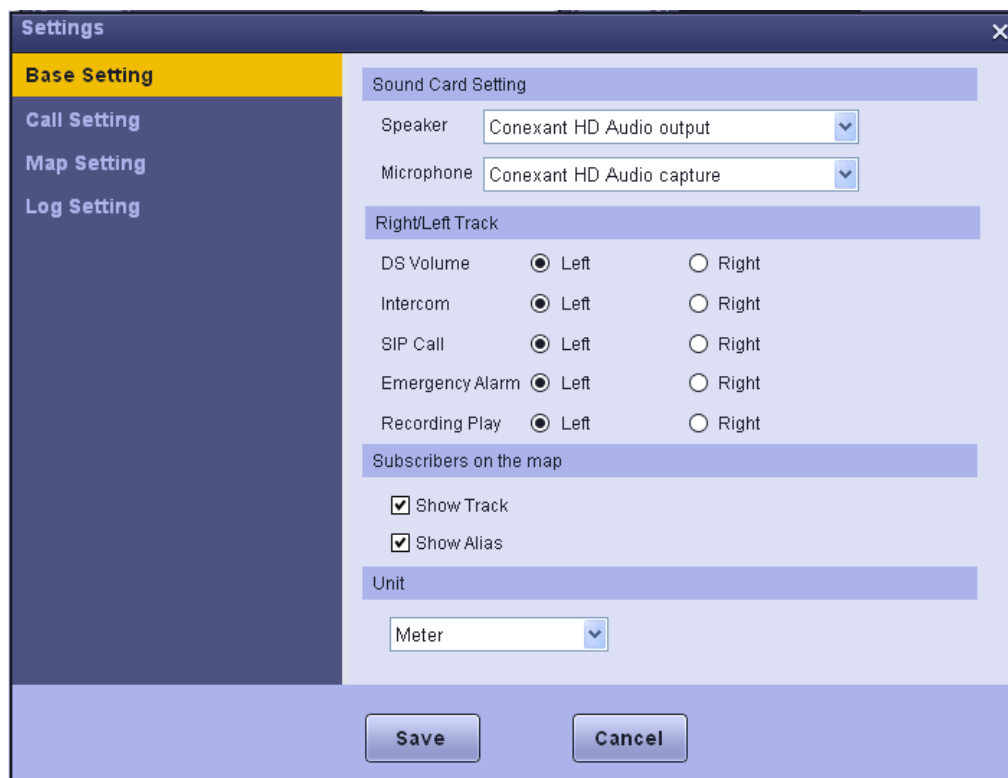 Settings
Base Setting
Call Setting
Map Setting
Log Setting
Sound Card Setting
Speaker Conexant HD Audio output
Microphone Conexant HD Audio capture
Right/Left Track
DS Volume Left Right
Intercom Left Right
SIP Call Left Right
Emergency Alarm Left Right
Recording Play Left Right
Subscribers on the map
Show Track
Show Alias
Unit
Meter
Save Cancel